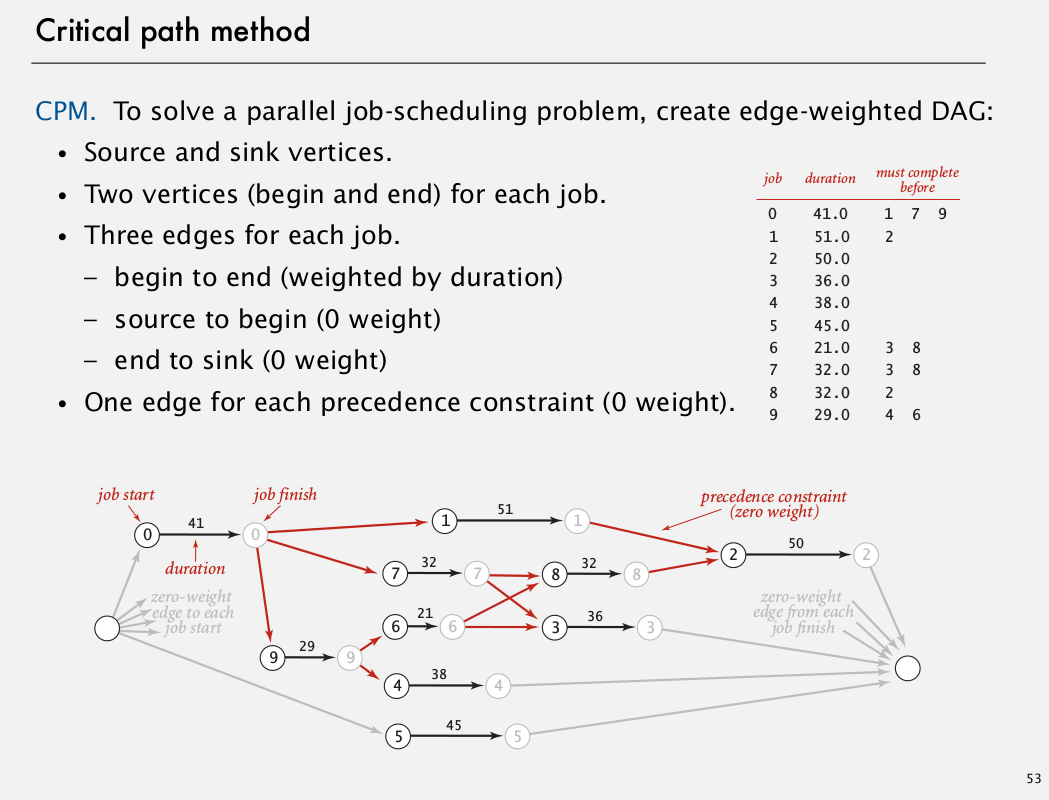 Critical path method
CPM. To solve a parallel job-scheduling problem, create edge-weighted DAG:
• Source and sink vertices.
• Two vertices (begin and end) for each job.
• Three edges for each job.
– begin to end (weighted by duration)
– source to begin (0 weight)
– end to sink (0 weight)
• One edge for each precedence constraint (0 weight).
job duration must complete
before
0 41.0 1 7 9
1 51.0 2
2 50.0
3 36.0
4 38.0
5 45.0
6 21.0 3 8
7 32.0 3 8
8 32.0 2
9 29.0 4 6
job start
job finish
precedence constraint
(zero weight)
0 41 0
1 51 1
2 50 2
duration
7 32 7
8 32 8
zero-weight
edge to each
job start
6 21 6
3 36 3
zero-weight
edge from each
job finish
9 29 9
4 38 4
5 45 5
53